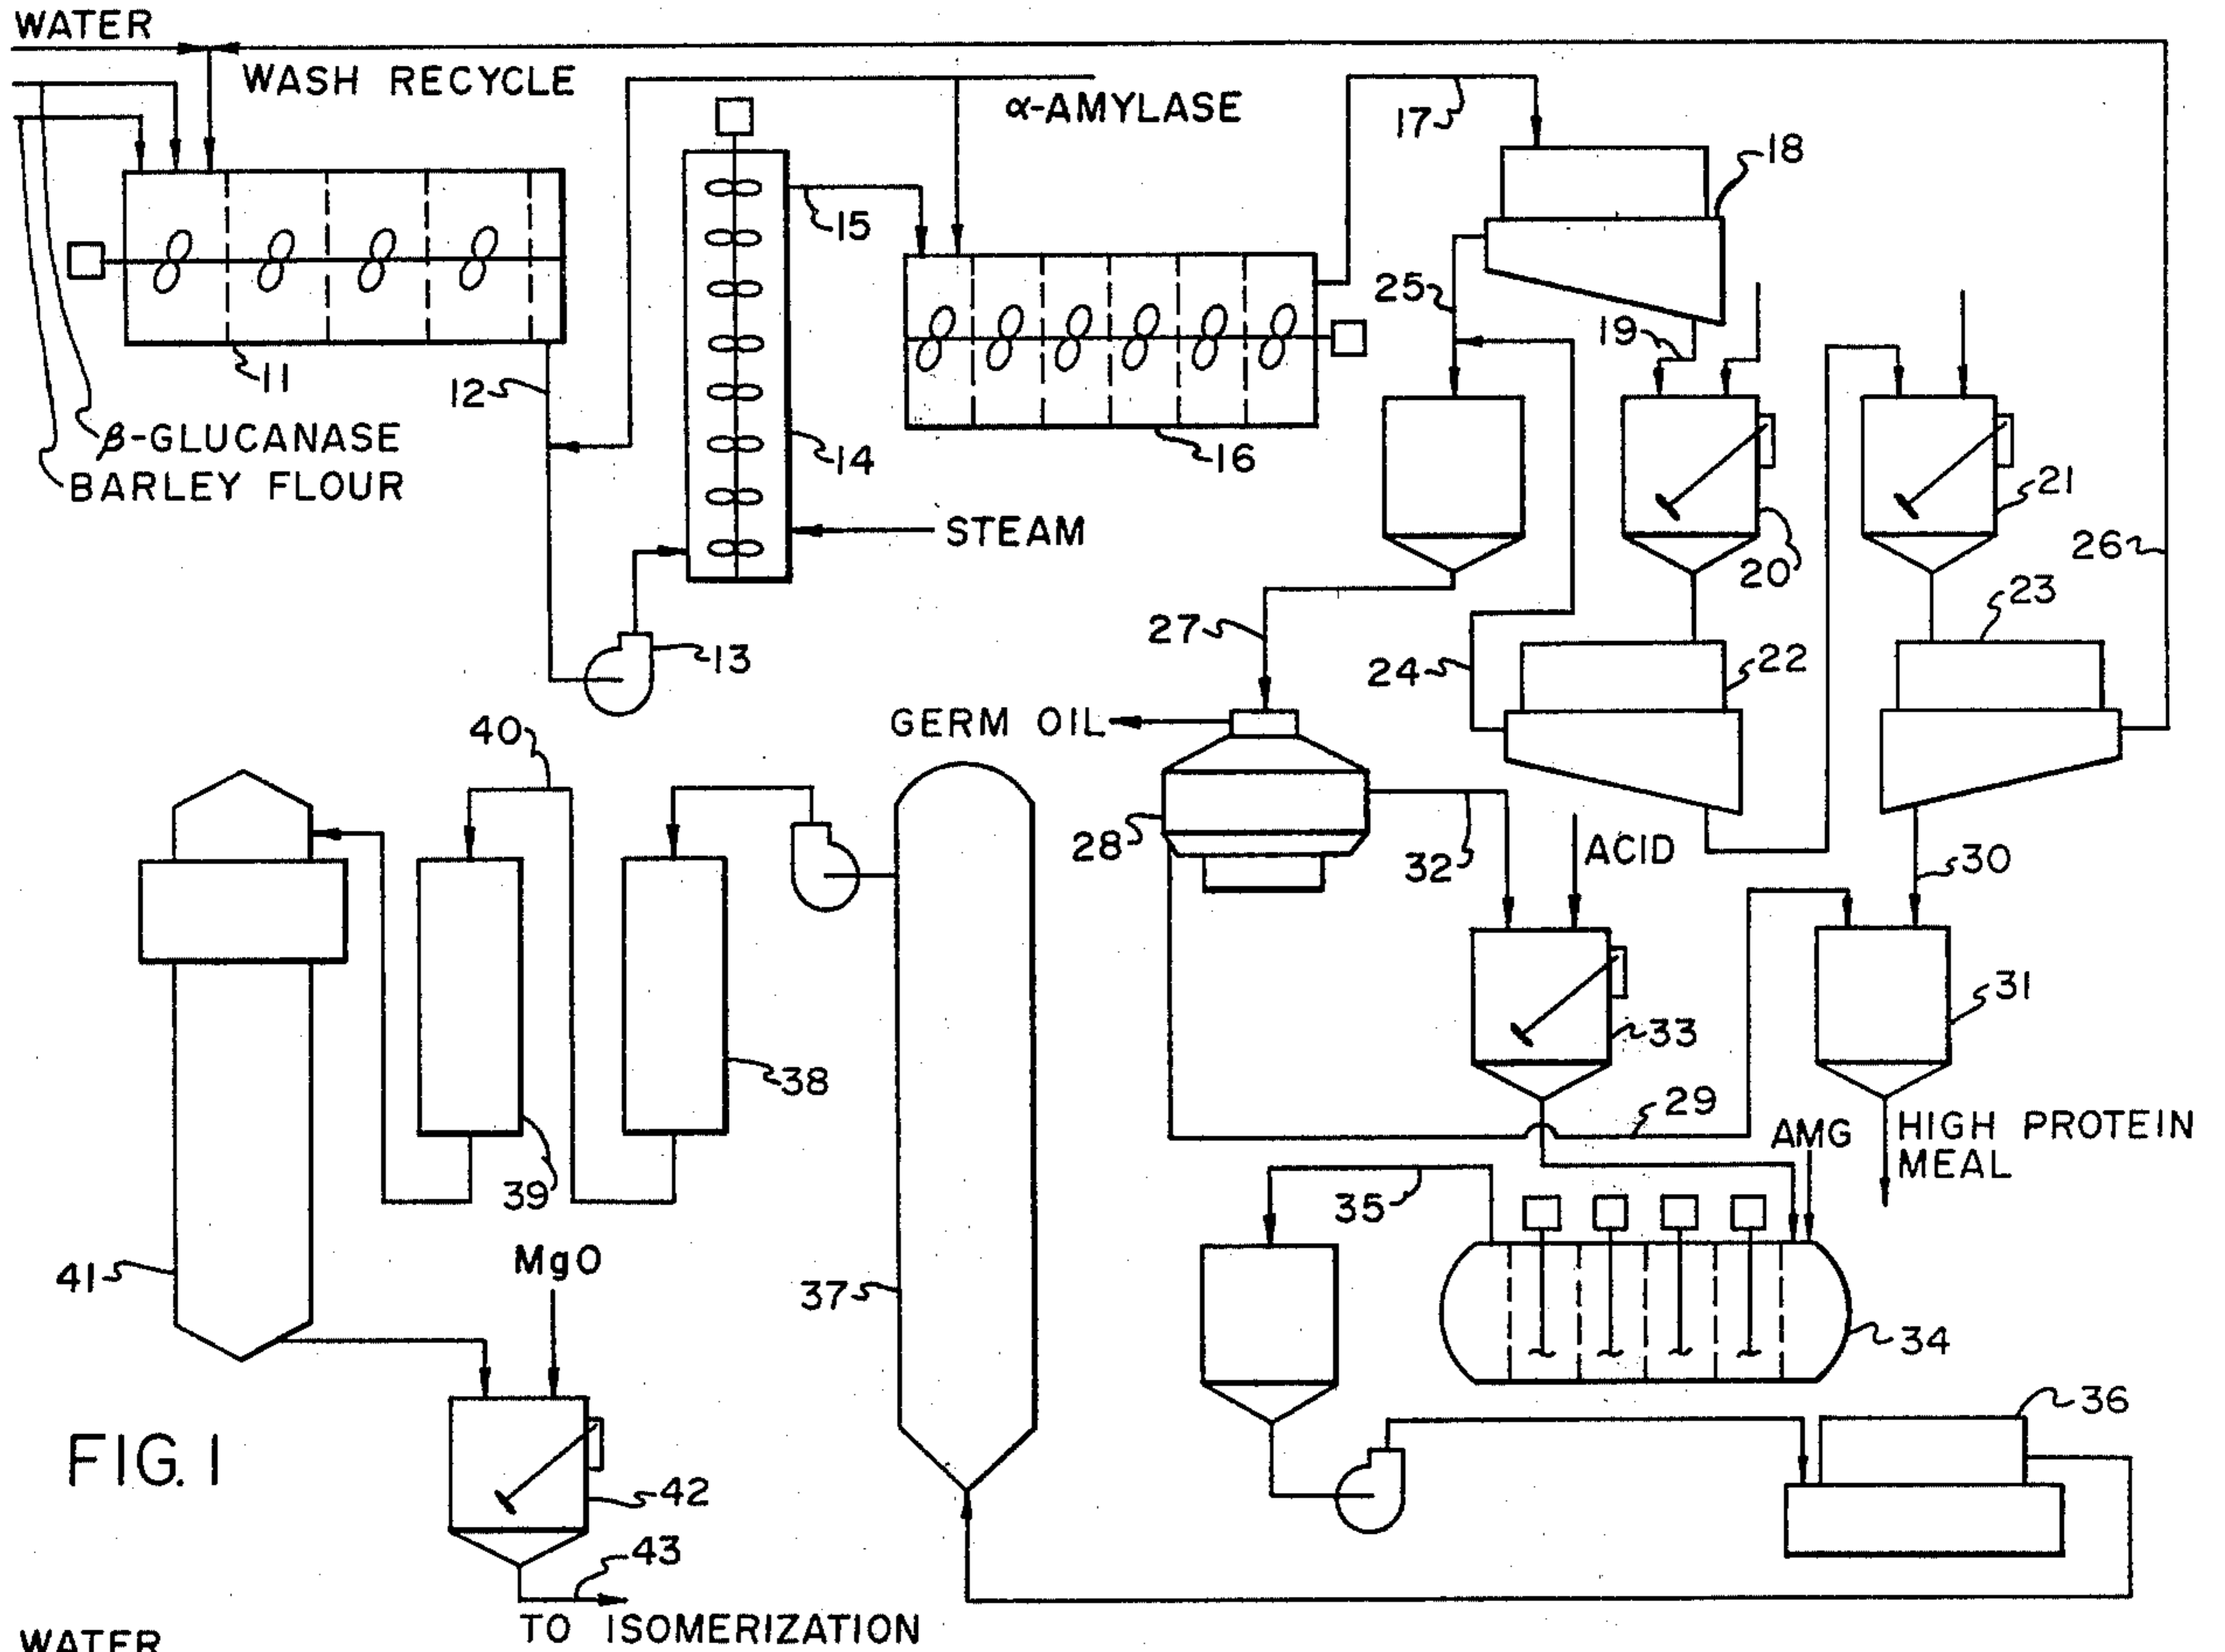 WATER
WASH RECYCLE
α-AMYLASE
17
18
15
25
19
11
12
β-GLUCANASE
BARLEY FLOUR
14
16
21
STEAM
20
26
23
27
13
24
22
GERM OIL
40
28
32
ACID
30
31
33
38
29
AMG
HIGH PROTEIN
MEAL
39
35
MgO
41
37
34
36
FIG. 1
42
43
TO ISOMERIZATION
WATER